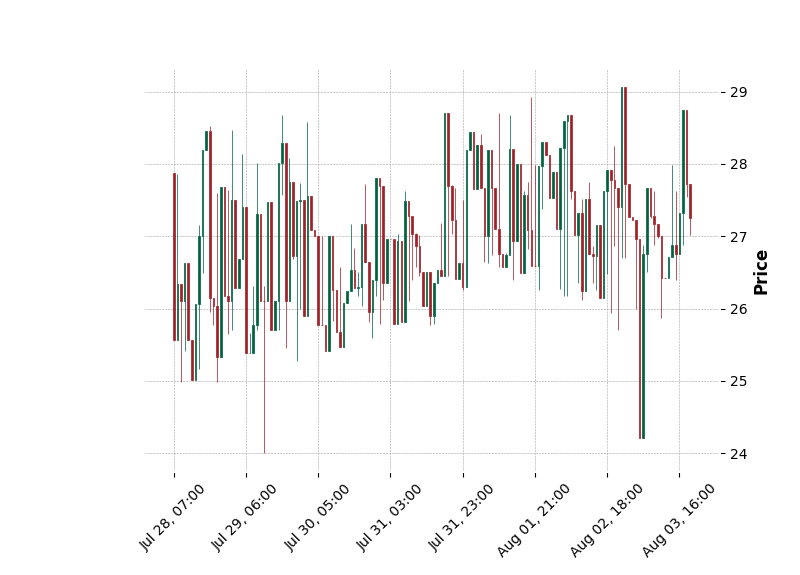 29
28
27
26
25
24
Price
Jul 28, 07:00
Jul 29, 06:00
Jul 30, 05:00
Jul 31, 03:00
Jul 31, 23:00
Aug 01, 21:00
Aug 02, 18:00
Aug 03, 16:00